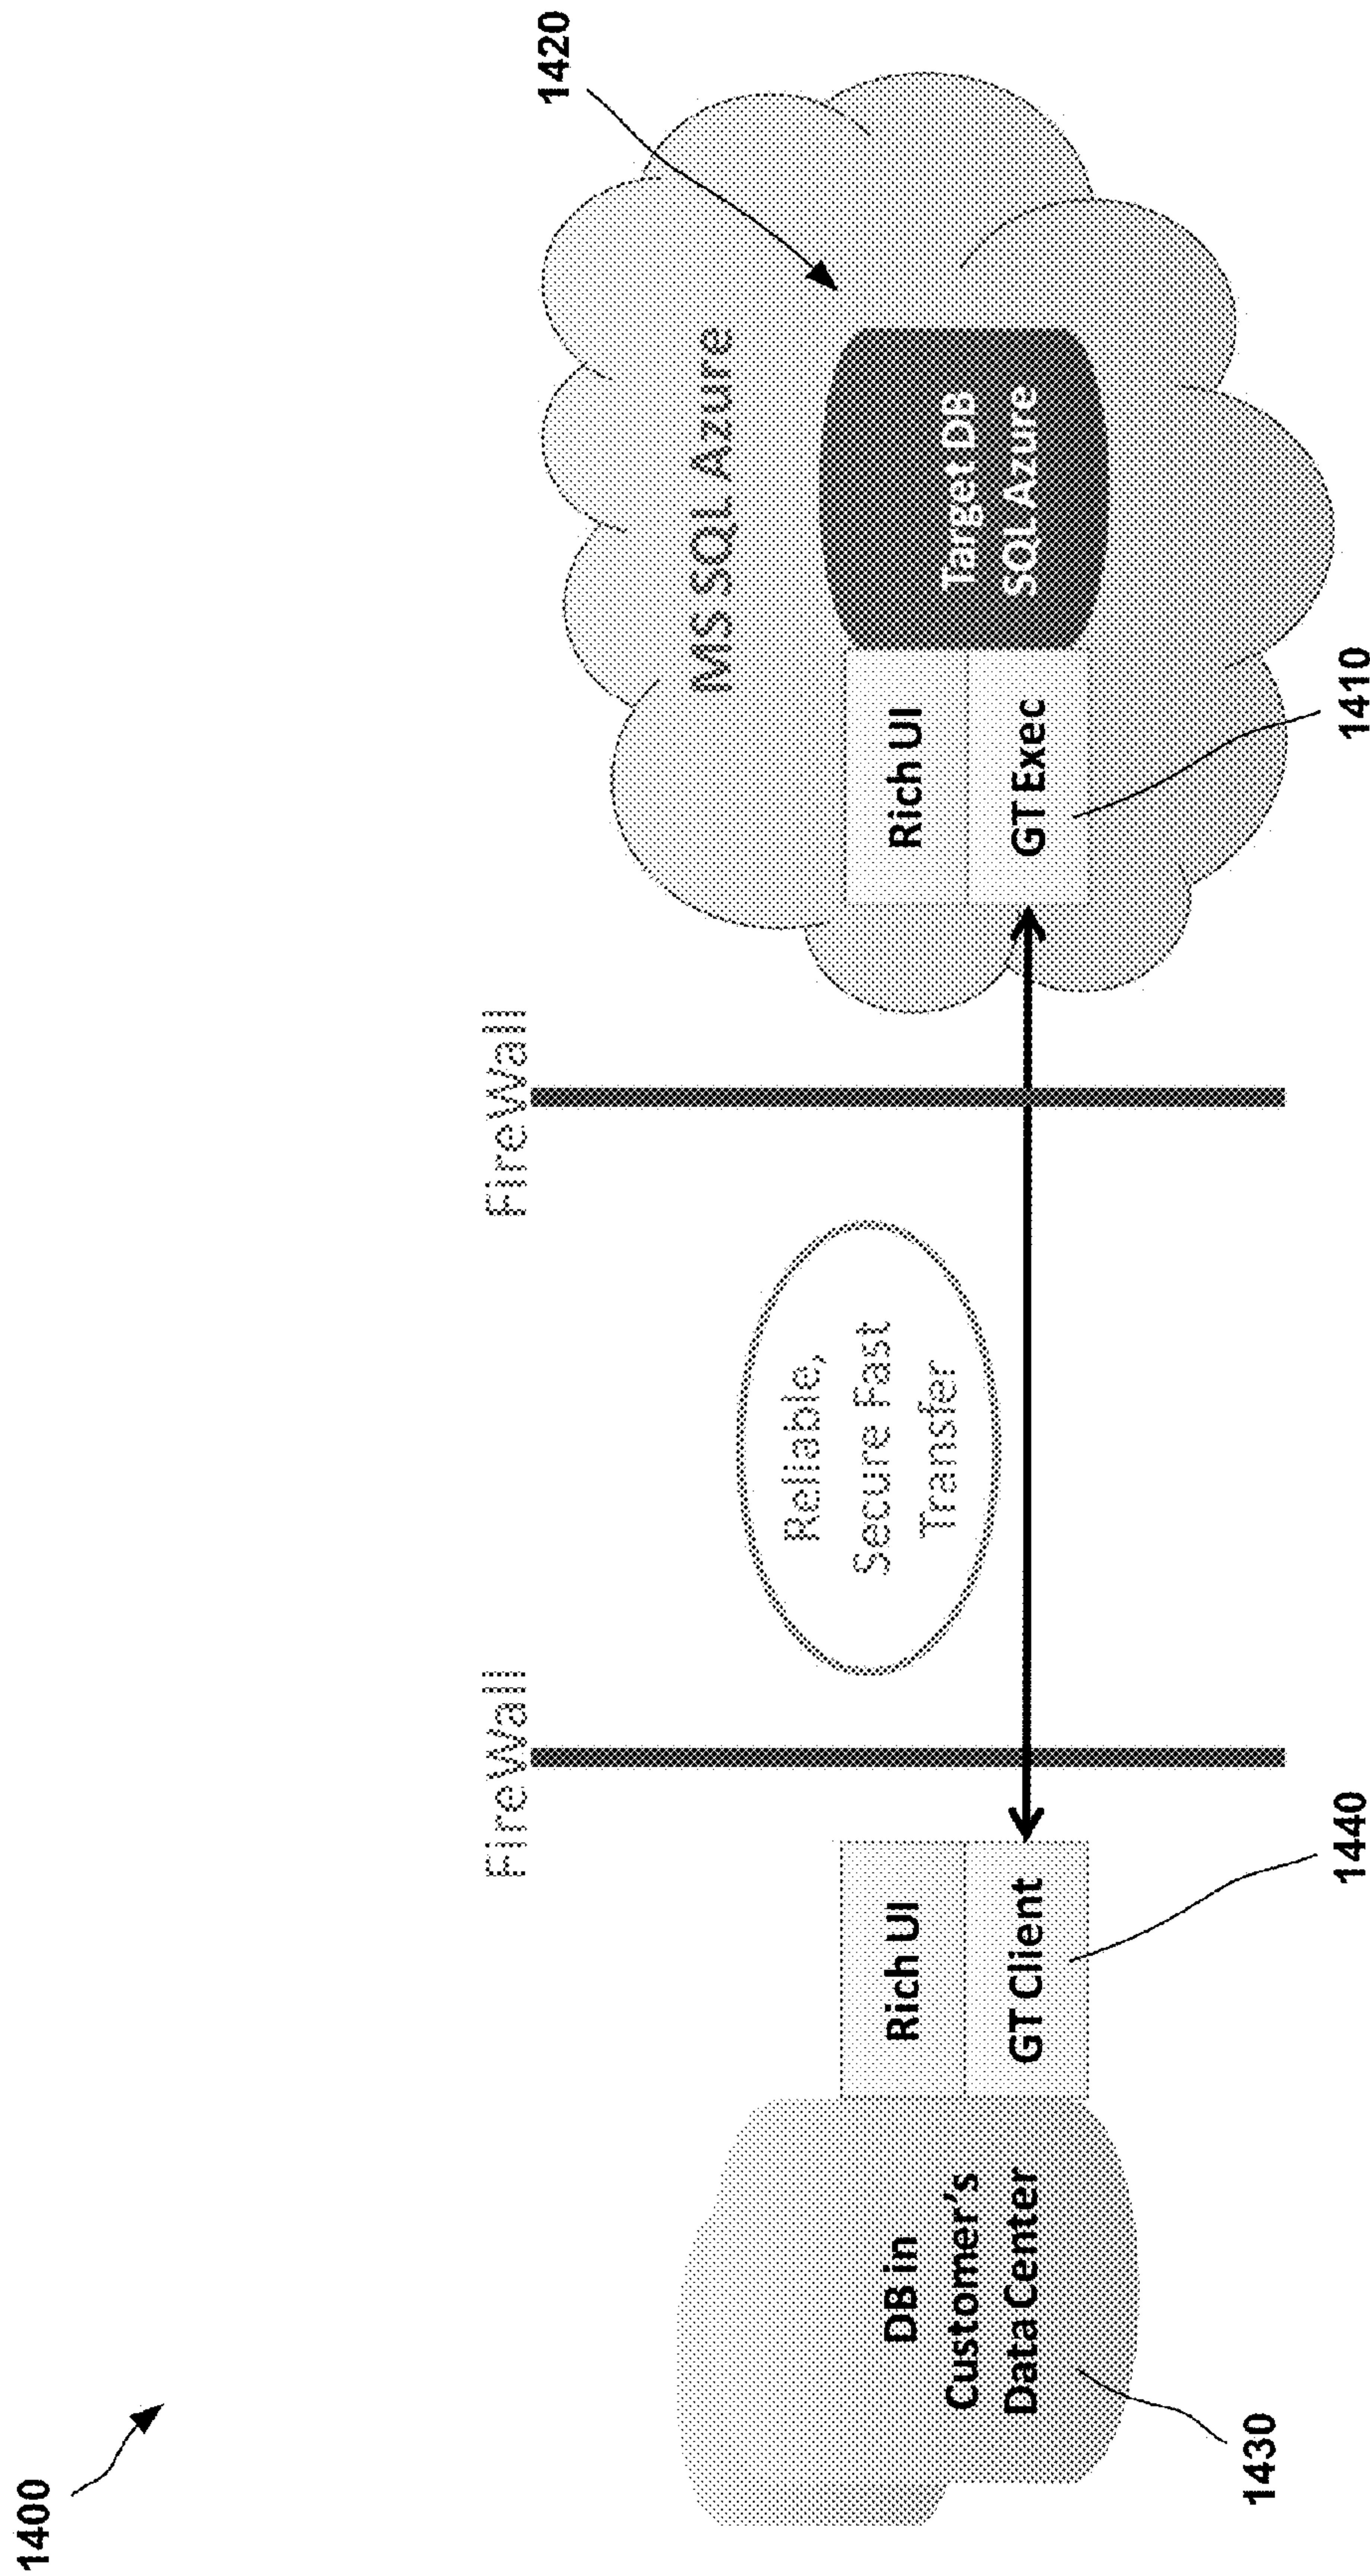 1400
FireWall
FireWall
1420
MS SQL Azure
Reliable,
Secure Fast
Transfer
DB in
Customer's
Data Center
Rich UI
GT Client
Rich UI
GT Exec
Target DB
SQL Azure
1430
1440
1410